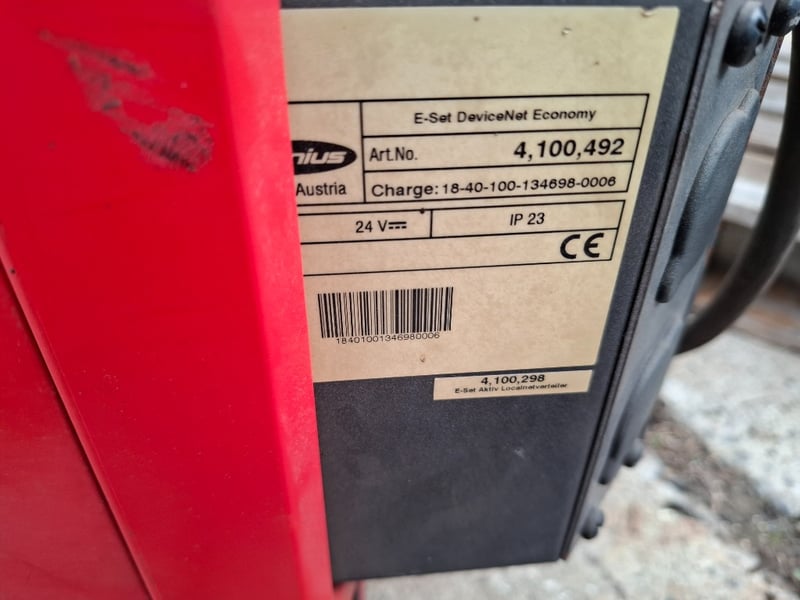 E-Set DeviceNet Economy
nius
Art.No. 4,100,492
Austria
Charge: 18-40-100-134698-0006
24 V
IP 23
CE
18401001346980006
4,100,298
E-Set Aktiv Localnetverteiler